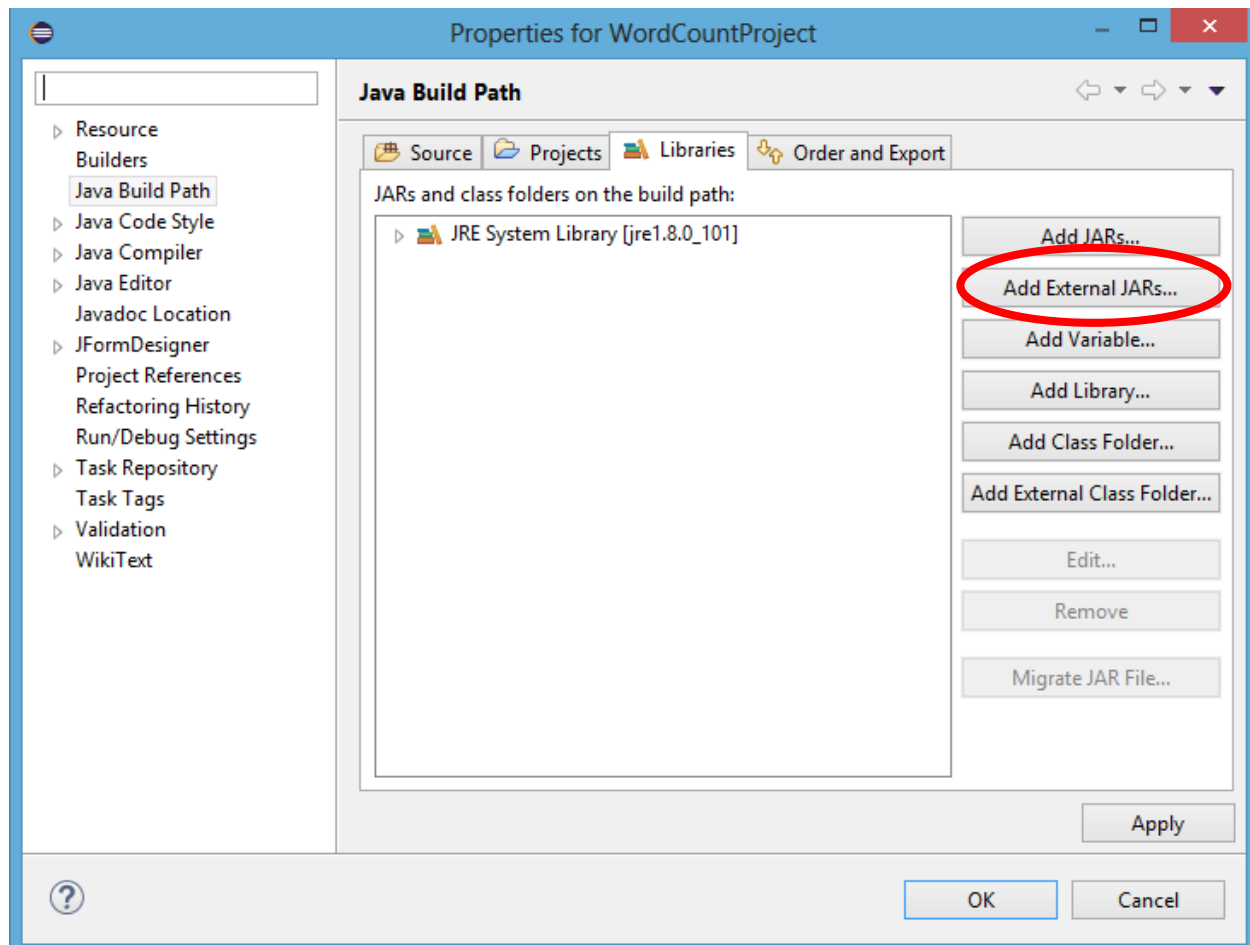 Properties for WordCountProject
Resource
Builders
Java Build Path
Java Code Style
Java Compiler
Java Editor
Javadoc Location
JFormDesigner
Project References
Refactoring History
Run/Debug Settings
Task Repository
Task Tags
Validation
WikiText
Java Build Path
Source Projects Libraries Order and Export
JARs and class folders on the build path:
JRE System Library [jre1.8.0_101]
Add JARs...
Add External JARs...
Add Variable...
Add Library...
Add Class Folder...
Add External Class Folder...
Edit...
Remove
Migrate JAR File...
Apply
OK Cancel